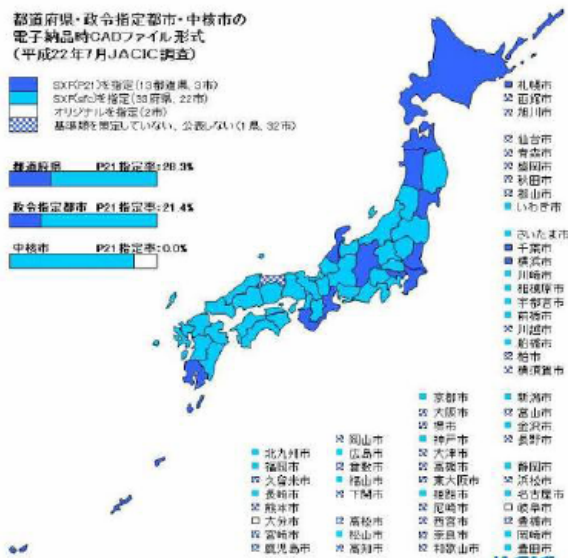 都道府県・政令指定都市・中核市の
電子納品時CADファイル形式
(平成22年7月JACIC調査)
SXF(P21)を指定(13都道県、3市)
SXF(sfc)を指定(33府県、22市)
オリジナルを指定(2市)
基準類を策定していない、公表しない(1県、32市)
都道府県 P21指定率:28.3%
政令指定都市 P21指定率:21.4%
中核市 P21指定率:0.0%
札幌市
函館市
旭川市
仙台市
青森市
盛岡市
秋田市
郡山市
いわき市
さいたま市
千葉市
横浜市
川崎市
相模原市
宇都宮市
前橋市
川越市
船橋市
柏市
横須賀市
新潟市
富山市
金沢市
長野市
静岡市
浜松市
名古屋市
岐阜市
豊橋市
岡崎市
豊田市
京都市
大阪市
堺市
神戸市
大津市
高槻市
東大阪市
姫路市
尼崎市
西宮市
奈良市
和歌山市
岡山市
広島市
倉敷市
福山市
下関市
高松市
松山市
高知市
北九州市
福岡市
久留米市
長崎市
熊本市
大分市
宮崎市
鹿児島市